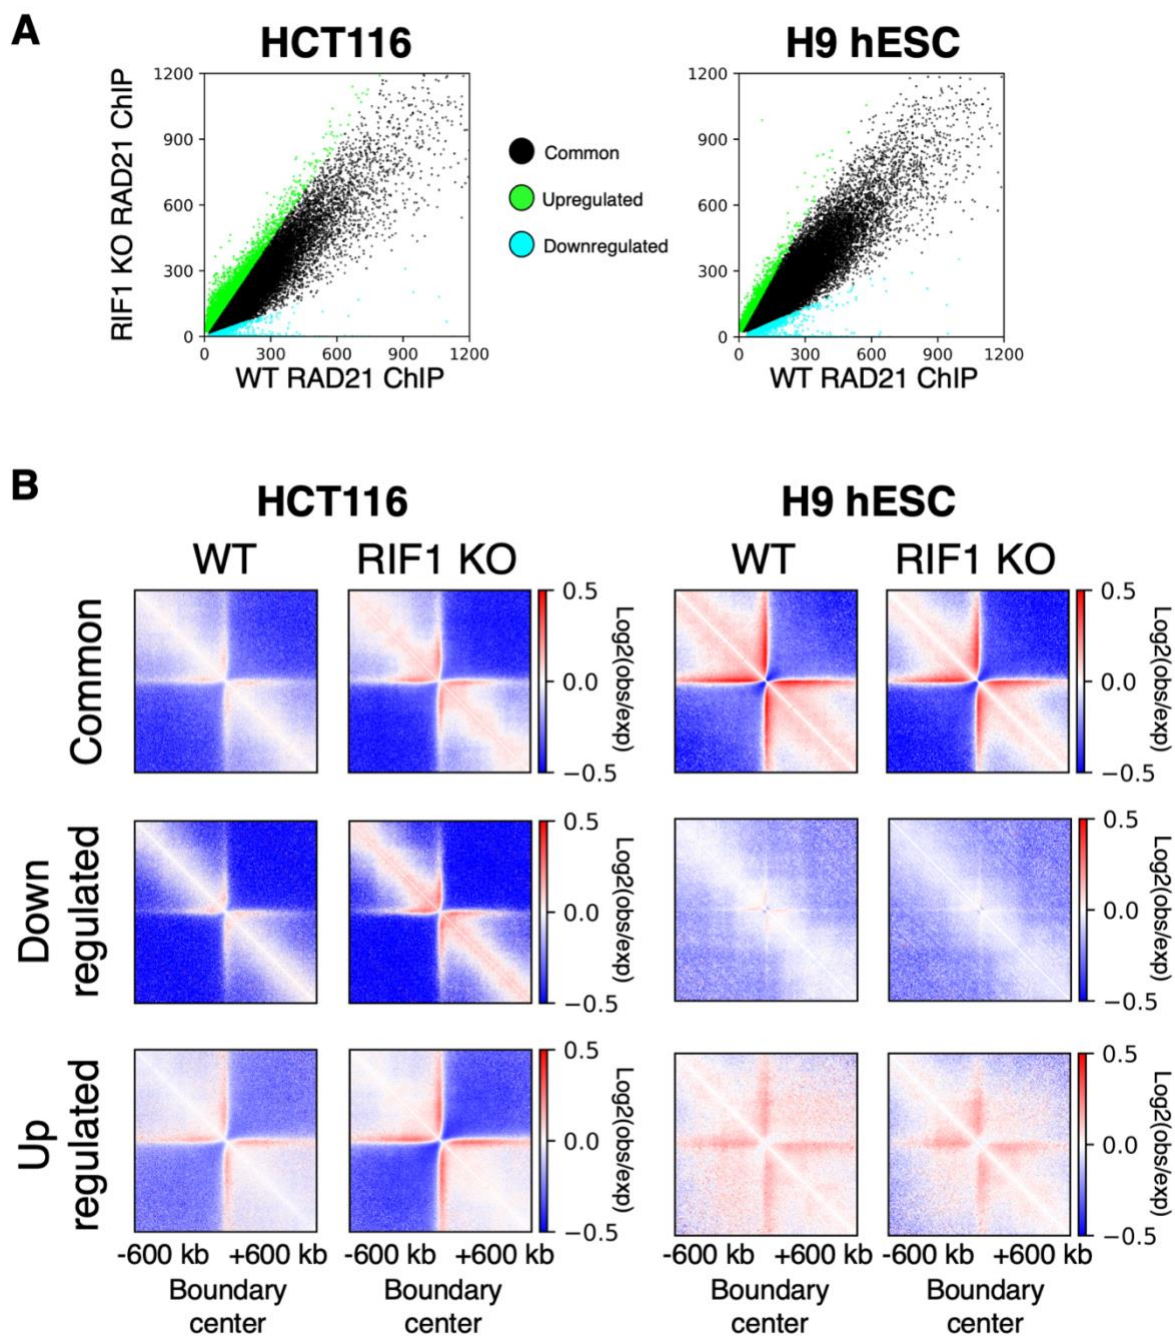 A
HCT116
H9 hESC
RIF1 KO RAD21 ChIP
1200
900
600
300
0
0
300
600
900
1200
WT RAD21 ChIP
Common
Upregulated
Downregulated
1200
900
600
300
0
0
300
600
900
1200
WT RAD21 ChIP
B
HCT116
H9 hESC
WT
RIF1 KO
WT
RIF1 KO
Common
0.5
0.0
−0.5
Log2(obs/exp)
0.5
0.0
−0.5
Log2(obs/exp)
Down
regulated
0.5
0.0
−0.5
Log2(obs/exp)
0.5
0.0
−0.5
Log2(obs/exp)
Up
regulated
0.5
0.0
−0.5
Log2(obs/exp)
0.5
0.0
−0.5
Log2(obs/exp)
-600 kb +600 kb
Boundary
center
-600 kb +600 kb
Boundary
center
-600 kb +600 kb
Boundary
center
-600 kb +600 kb
Boundary
center